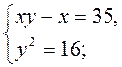 xy − x = 35,
y² = 16;